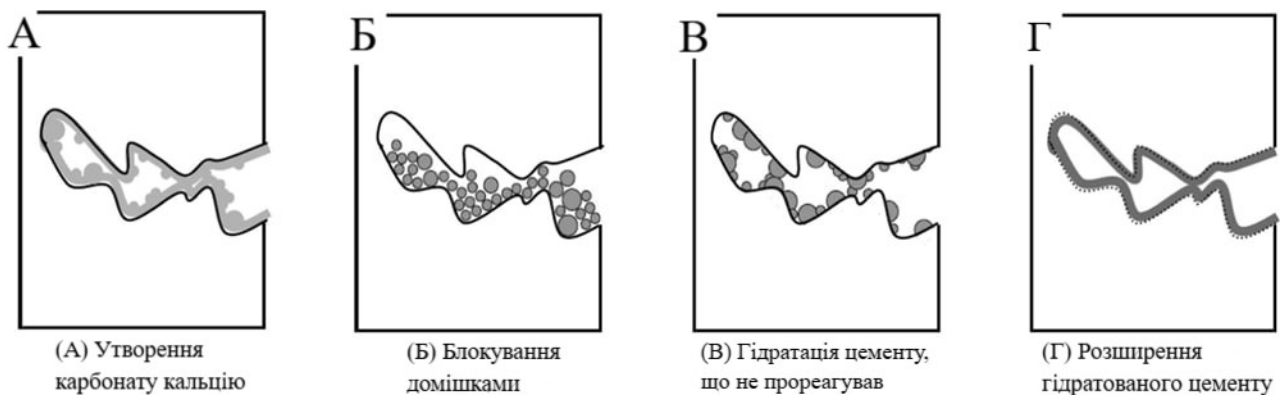 А
Б
В
Г
(А) Утворення
карбонату кальцію
(Б) Блокування
домішками
(В) Гідратація цементу,
що не прореагував
(Г) Розширення
гідратованого цементу